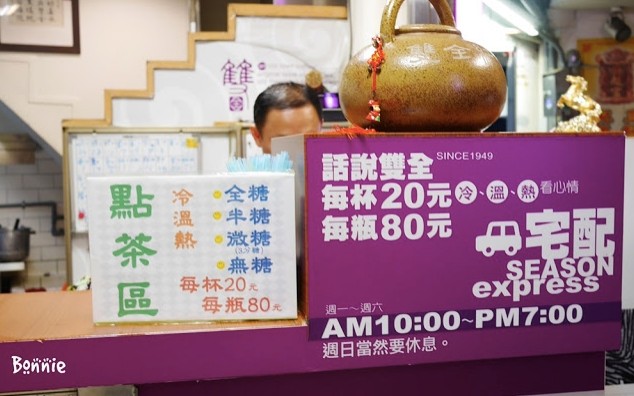 雙
全
點茶區
冷
溫
熱
全糖
半糖
微糖
無糖
每杯20元
每瓶80元
話說雙全 SINCE1949
每杯20元 冷、溫、熱 看心情
每瓶80元
宅配
SEASON
express
週一～週六
AM10:00~PM7:00
週日當然要休息。
Bonnie